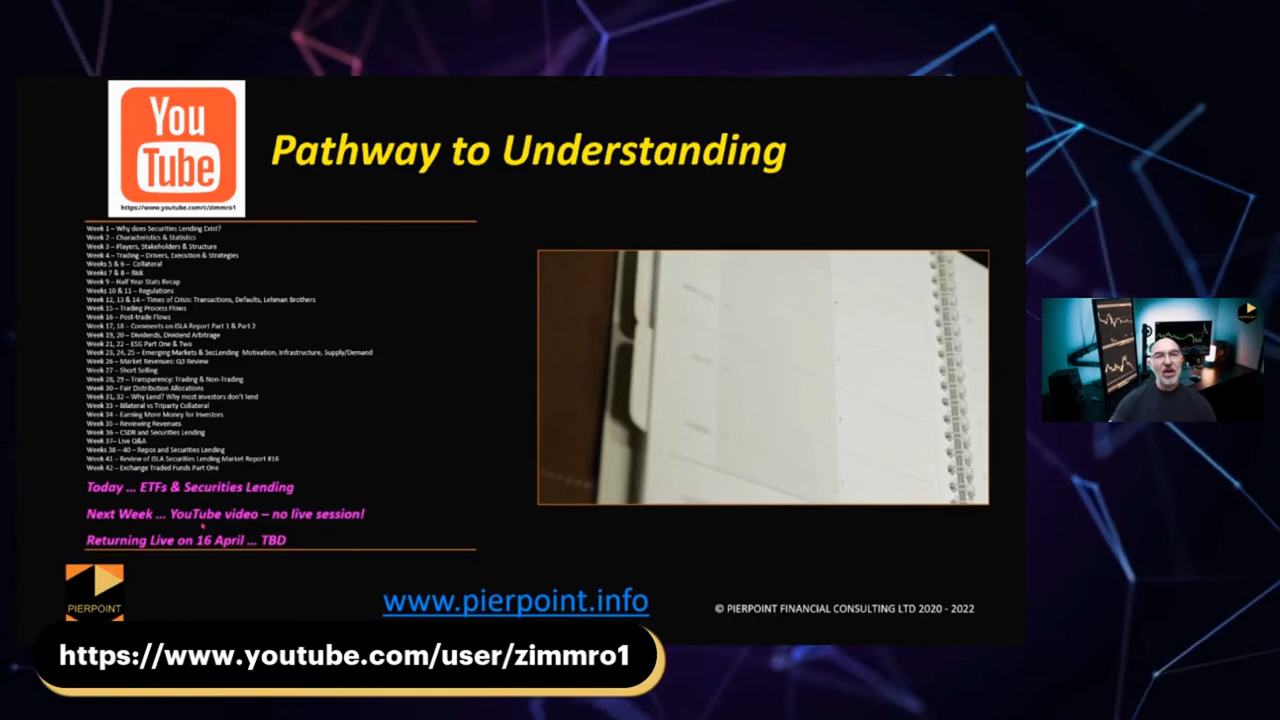 You
Tube
https://www.youtube.com/c/zimmro1
Pathway to Understanding
Week 1 – Why does Securities Lending Exist?
Week 2 – Characteristics & Statistics
Week 3 – Players, Stakeholders & Structure
Week 4 – Trading – Drivers, Execution & Strategies
Weeks 5 & 6 – Collateral
Weeks 7 & 8 – Risk
Week 9 – Half Year Stats Recap
Weeks 10 & 11 – Regulations
Week 12, 13 & 14 – Times of Crisis: Transactions, Defaults, Lehman Brothers
Week 15 – Trading Process Flows
Week 16 – Post-trade Flows
Week 17, 18 – Comments on ISLA Report Part 1 & Part 2
Week 19, 20 – Dividends, Dividend Arbitrage
Week 21, 22 – ESG Part One & Two
Week 23, 24, 25 – Emerging Markets & SecLending Motivation, Infrastructure, Supply/Demand
Week 26 – Market Revenues: Q3 Review
Week 27 – Short Selling
Week 28, 29 – Transparency: Trading & Non-Trading
Week 30 – Fair Distribution Allocations
Week 31, 32 – Why Lend? Why most investors don't lend
Week 33 – Bilateral vs Triparty Collateral
Week 34 – Earning More Money for Investors
Week 35 – Reviewing Revenues
Week 36 – CSDR and Securities Lending
Week 37– Live Q&A
Weeks 38 – 40 – Repos and Securities Lending
Week 41 – Review of ISLA Securities Lending Market Report #16
Week 42 – Exchange Traded Funds Part One
Today ... ETFs & Securities Lending
Next Week ... YouTube video – no live session!
Returning Live on 16 April ... TBD
PIERPOINT
www.pierpoint.info
© PIERPOINT FINANCIAL CONSULTING LTD 2020 - 2022
https://www.youtube.com/user/zimmro1
PIERPOINT